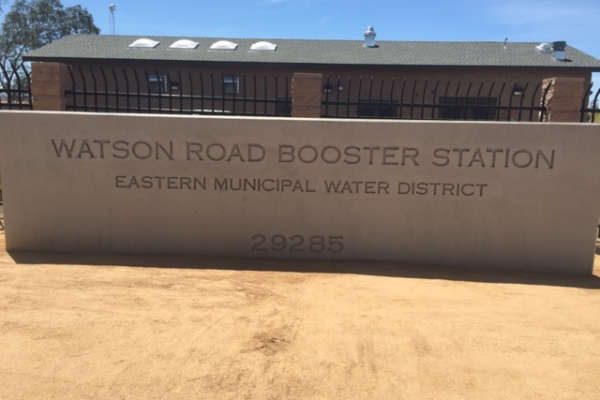 WATSON ROAD BOOSTER STATION
EASTERN MUNICIPAL WATER DISTRICT
29285